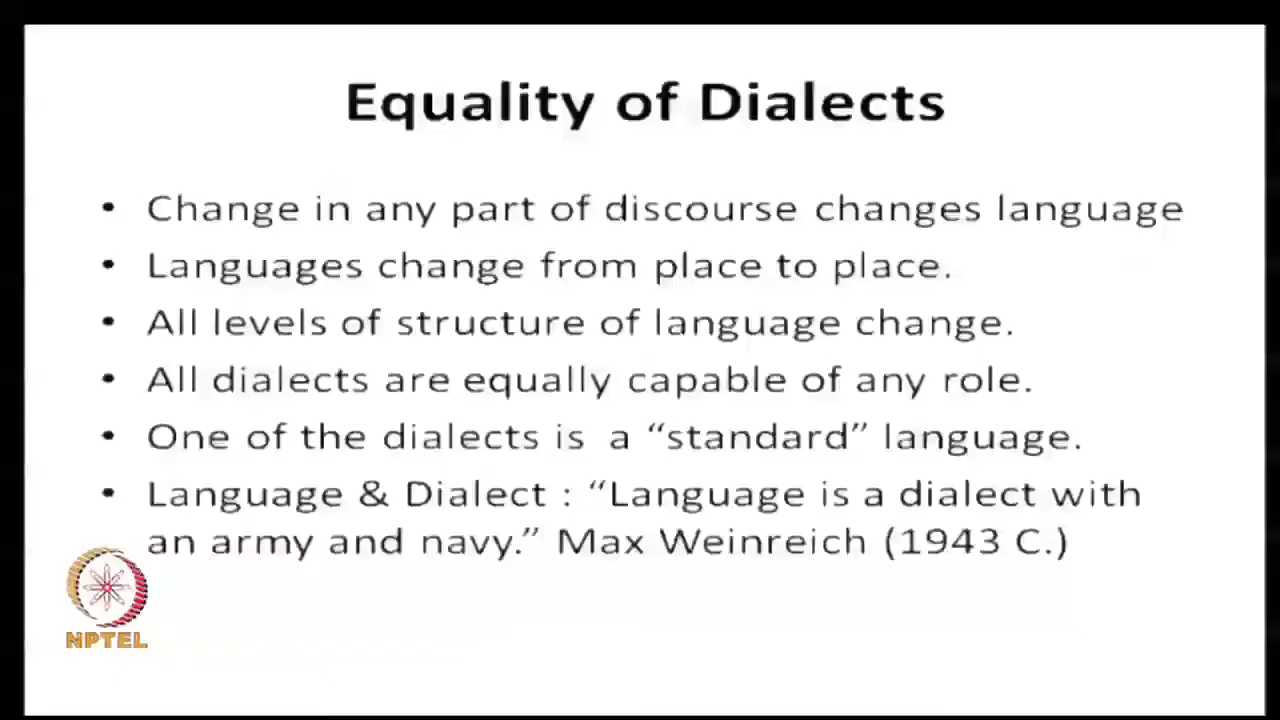 Equality of Dialects
• Change in any part of discourse changes language
• Languages change from place to place.
• All levels of structure of language change.
• All dialects are equally capable of any role.
• One of the dialects is a “standard” language.
• Language & Dialect : “Language is a dialect with
an army and navy.” Max Weinreich (1943 C.)
NPTEL